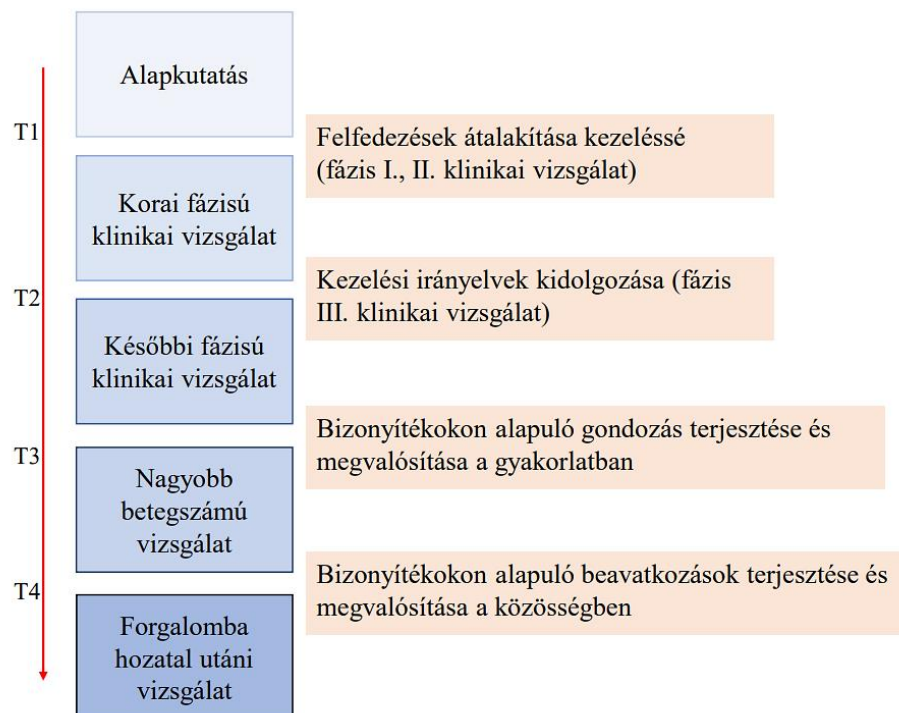 Alapkutatás
T1
Felfedezések átalakítása kezeléssé
(fázis I., II. klinikai vizsgálat)
Korai fázisú
klinikai vizsgálat
T2
Kezelési irányelvek kidolgozása (fázis
III. klinikai vizsgálat)
Későbbi fázisú
klinikai vizsgálat
T3
Bizonyítékokon alapuló gondozás terjesztése és
megvalósítása a gyakorlatban
Nagyobb
betegszámú
vizsgálat
T4
Bizonyítékokon alapuló beavatkozások terjesztése és
megvalósítása a közösségben
Forgalomba
hozatal utáni
vizsgálat